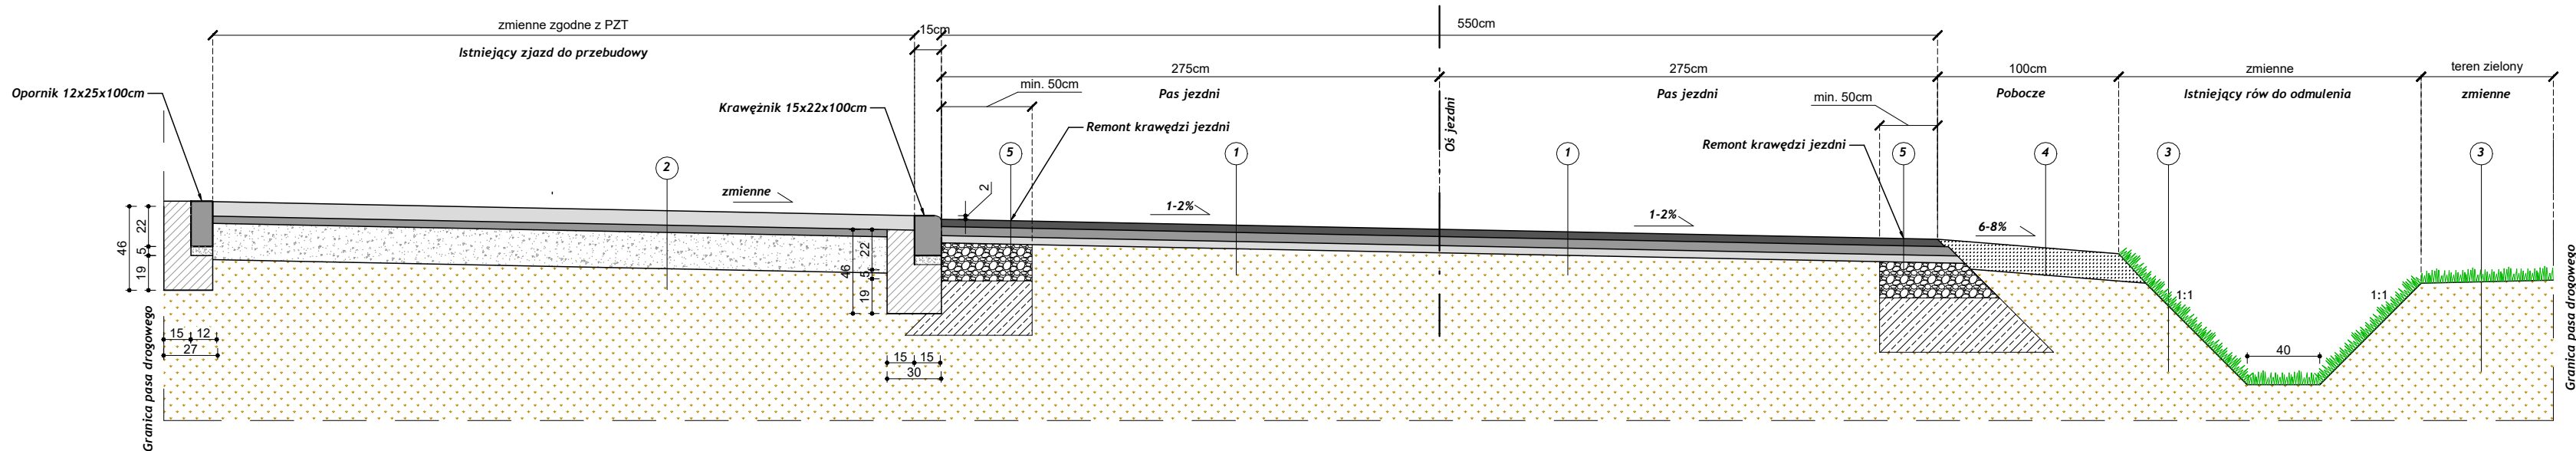 zmienne zgodne z PZT
15cm
550cm
Istniejący zjazd do przebudowy
275cm
275cm
100cm
zmienne
teren zielony
min. 50cm
Pas jezdni
Pas jezdni
min. 50cm
Pobocze
Istniejący rów do odmulenia
zmienne
Opornik 12x25x100cm
Krawężnik 15x22x100cm
Oś jezdni
Remont krawędzi jezdni
Remont krawędzi jezdni
2
5
1
1
5
4
3
3
zmienne
2
1-2%
1-2%
6-8%
46
22
5
19
46
22
5
19
1:1
1:1
15
12
27
15
15
30
40
Granica pasa drogowego
Granica pasa drogowego